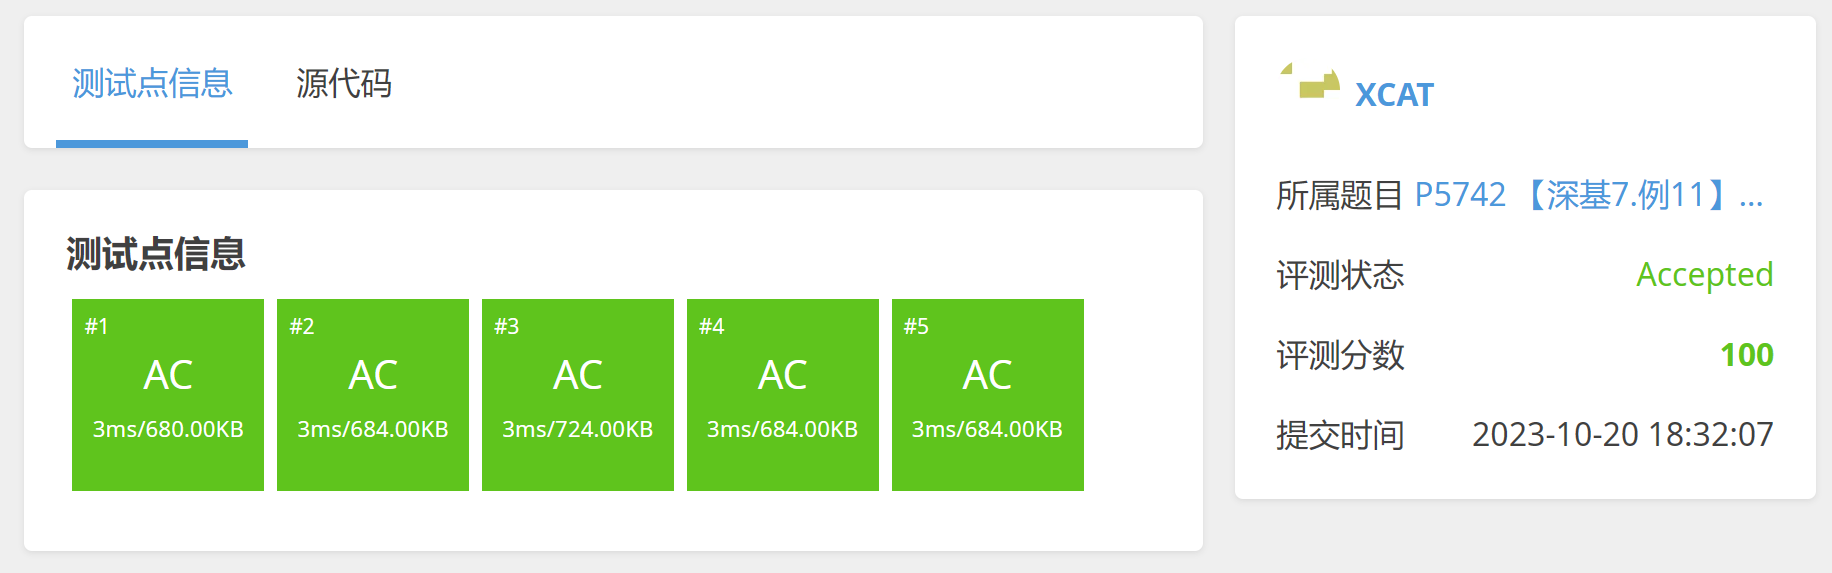 测试点信息 源代码
测试点信息
#1
AC
3ms/680.00KB
#2
AC
3ms/684.00KB
#3
AC
3ms/724.00KB
#4
AC
3ms/684.00KB
#5
AC
3ms/684.00KB
XCAT
所属题目 P5742 【深基7.例11】...
评测状态 Accepted
评测分数 100
提交时间 2023-10-20 18:32:07